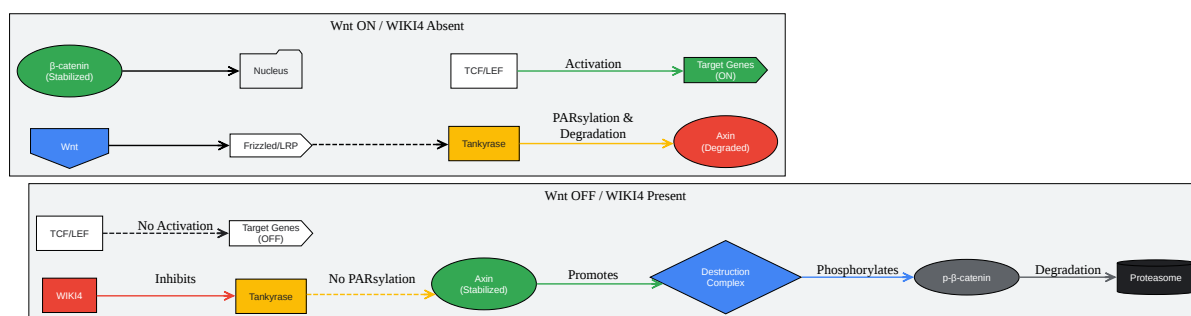 Wnt ON / WIKI4 Absent
β-catenin
(Stabilized)
Nucleus
TCF/LEF
Activation
Target Genes
(ON)
Wnt
Frizzled/LRP
Tankyrase
PARsylation &
Degradation
Axin
(Degraded)
Wnt OFF / WIKI4 Present
TCF/LEF
No Activation
Target Genes
(OFF)
WIKI4
Inhibits
Tankyrase
No PARsylation
Axin
(Stabilized)
Promotes
Destruction
Complex
Phosphorylates
p-β-catenin
Degradation
Proteasome